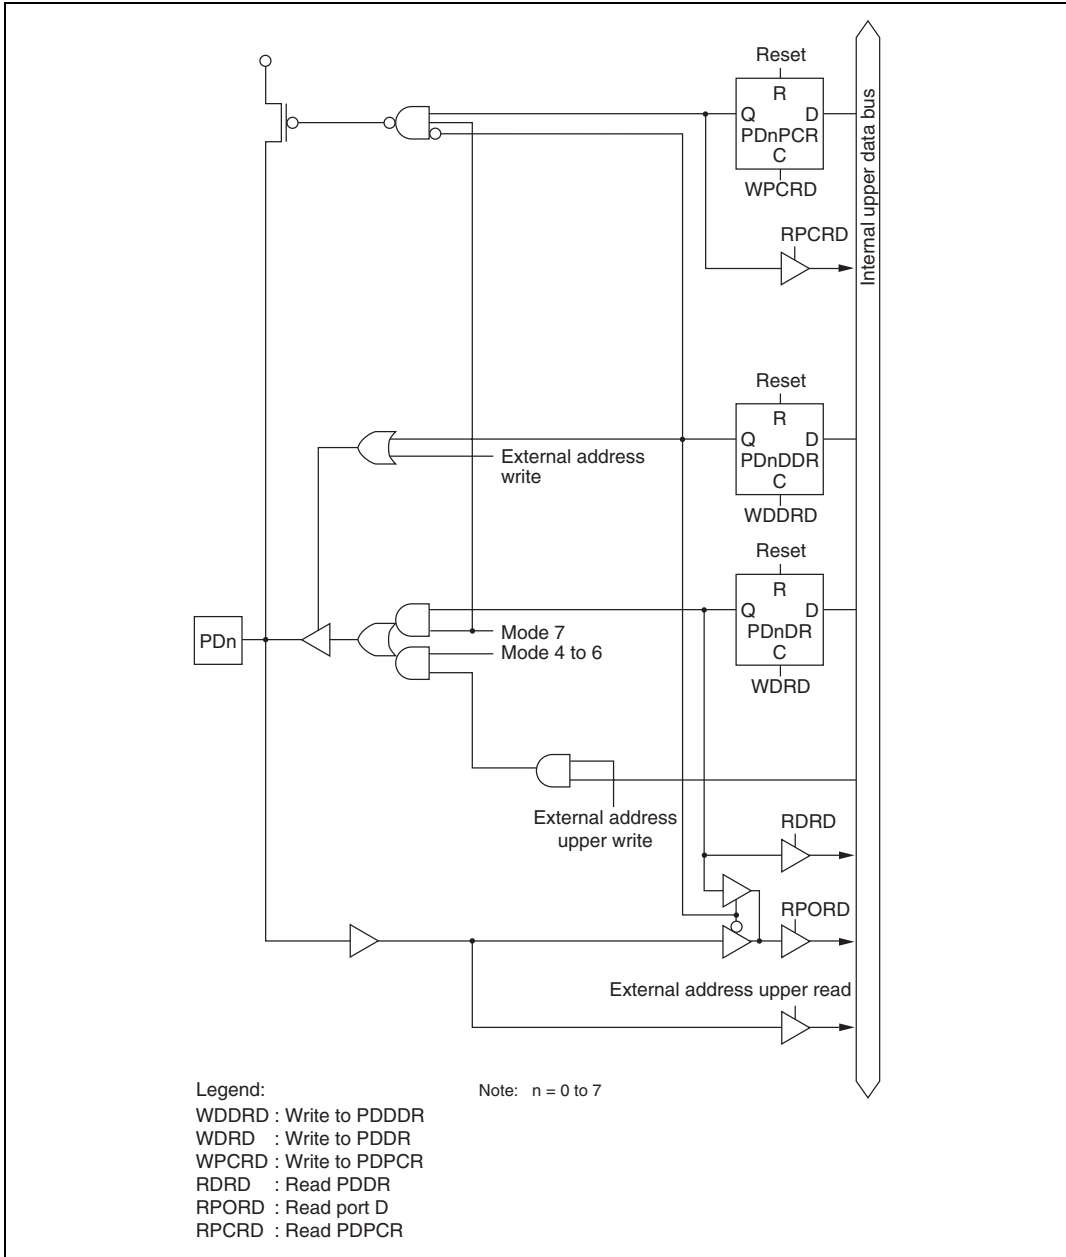 Reset
R
Q D
PDnPCR
C
WPCRD
RPCRD
Internal upper data bus
Reset
R
Q D
External address
write
PDnDDR
C
WDDRD
Reset
R
Q D
PDnDR
C
WDRD
PDn
Mode 7
Mode 4 to 6
External address
upper write
RDRD
RPORD
External address upper read
Legend:
WDDRD : Write to PDDDR
WDRD : Write to PDDR
WPCRD : Write to PDPCR
RDRD : Read PDDR
RPORD : Read port D
RPCRD : Read PDPCR
Note: n = 0 to 7